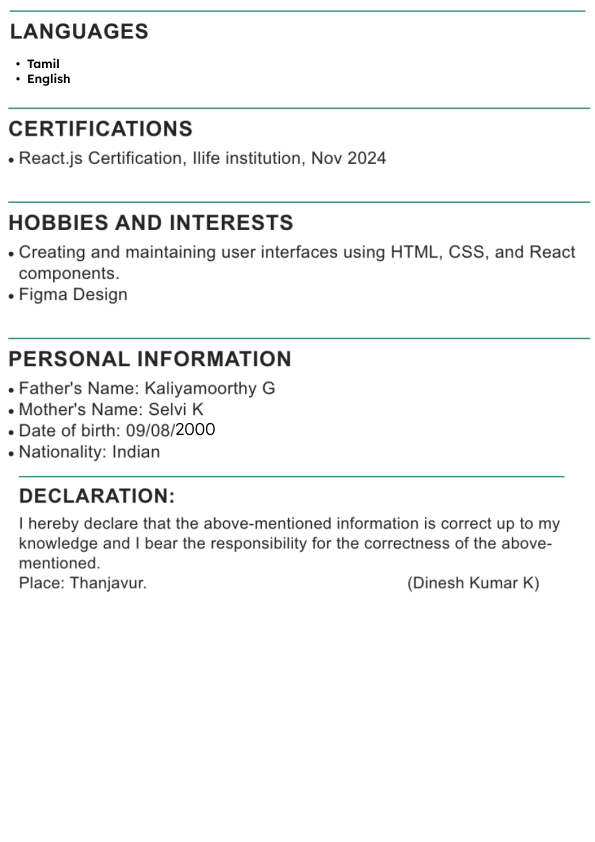 LANGUAGES
• Tamil
• English
CERTIFICATIONS
• React.js Certification, Ilife institution, Nov 2024
HOBBIES AND INTERESTS
• Creating and maintaining user interfaces using HTML, CSS, and React
components.
• Figma Design
PERSONAL INFORMATION
• Father's Name: Kaliyamoorthy G
• Mother's Name: Selvi K
• Date of birth: 09/08/2000
• Nationality: Indian
DECLARATION:
I hereby declare that the above-mentioned information is correct up to my
knowledge and I bear the responsibility for the correctness of the above-
mentioned.
Place: Thanjavur. (Dinesh Kumar K)